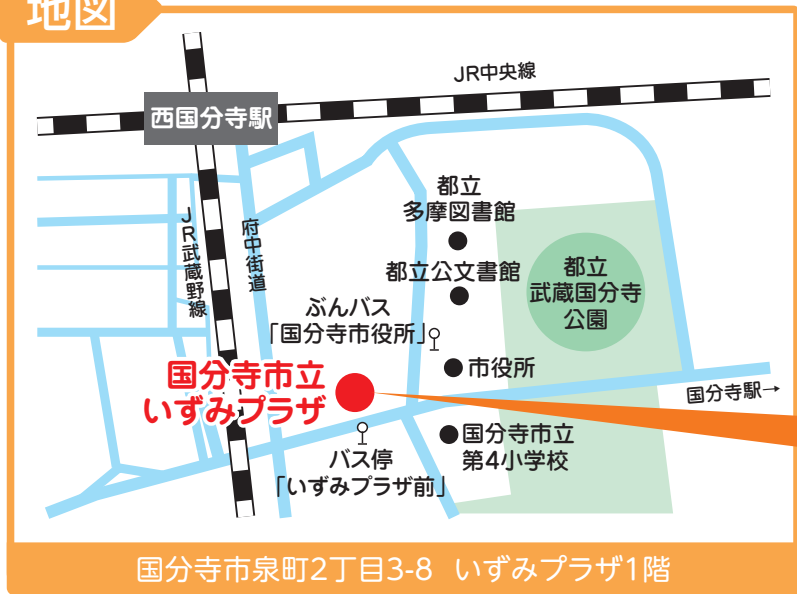 地図
JR中央線
西国分寺駅
都立
多摩図書館
JR武蔵野線
府中街道
都立公文書館
都立
武蔵国分寺
公園
ぶんバス
「国分寺市役所」
市役所
国分寺市立
いずみプラザ
国分寺駅→
国分寺市立
第4小学校
バス停
「いずみプラザ前」
国分寺市泉町2丁目3-8 いずみプラザ1階